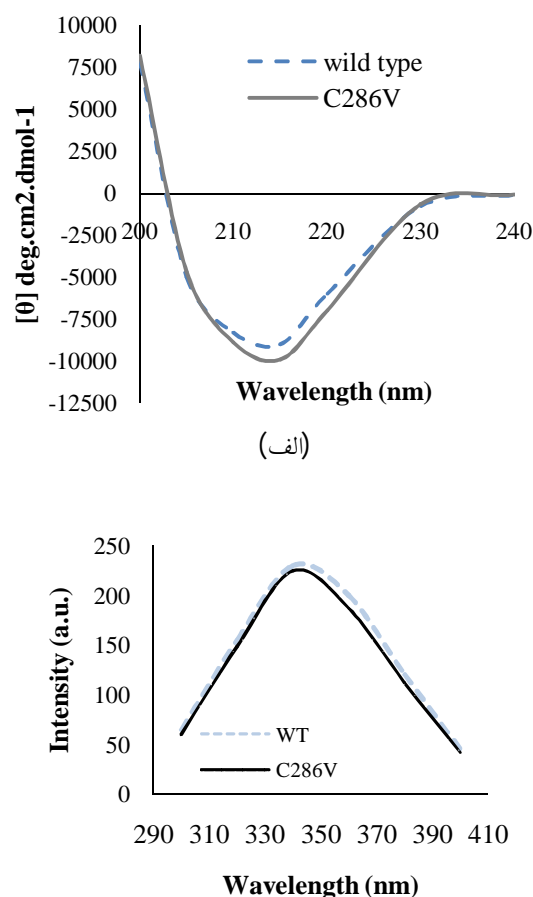 10000
7500
5000
2500
0
-2500
-5000
-7500
-10000
-12500
[θ] deg.cm2.dmol-1
wild type
C286V
200 210 220 230 240
Wavelength (nm)
(الف)
250
200
150
100
50
0
Intensity (a.u.)
WT
C286V
290 310 330 350 370 390 410
Wavelength (nm)